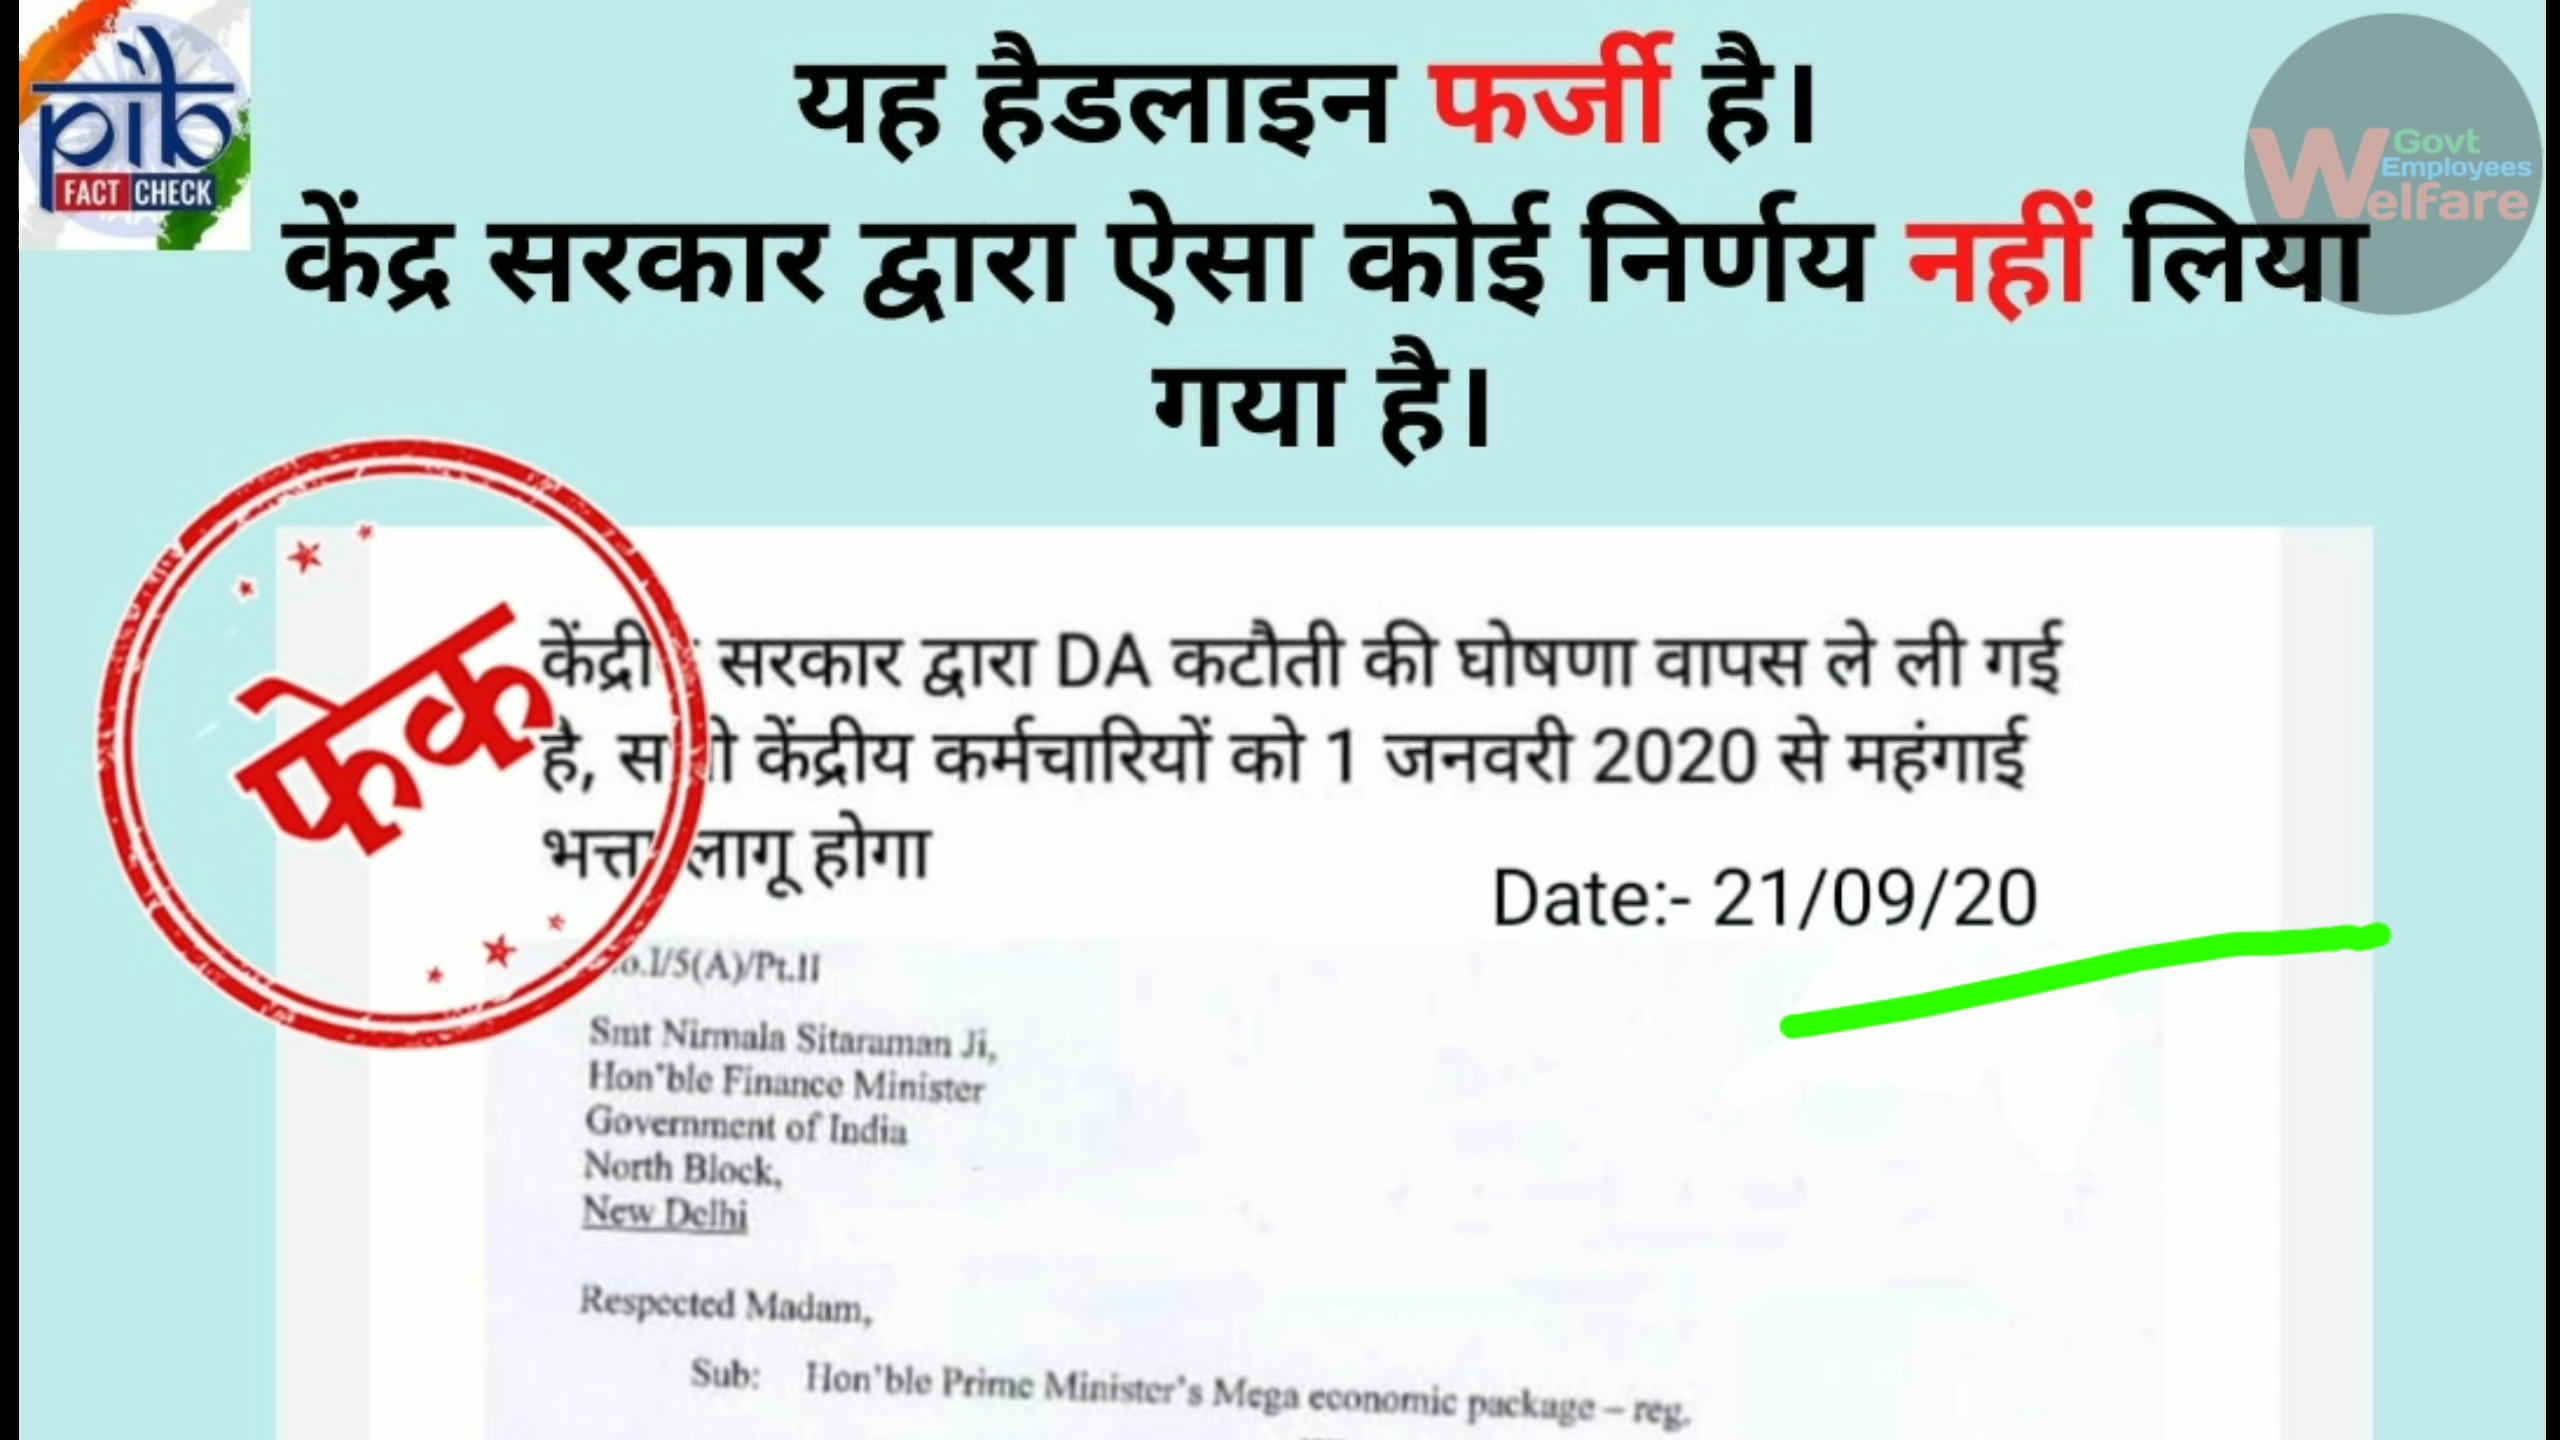 pib
FACT CHECK
Govt
Employees
Welfare
यह हैडलाइन फर्जी है।
केंद्र सरकार द्वारा ऐसा कोई निर्णय नहीं लिया
गया है।
फेक
सरकार द्वारा DA कटौती की घोषणा वापस ले ली गई
है, केंद्रीय कर्मचारियों को 1 जनवरी 2020 से महंगाई
लागू होगा
Date:- 21/09/20
.I/5(A)/Pt.II
Smt Nirmala Sitaraman Ji,
Hon'ble Finance Minister
Government of India
North Block,
New Delhi
Respected Madam,
Sub: Hon'ble Prime Minister's Mega economic package – reg.